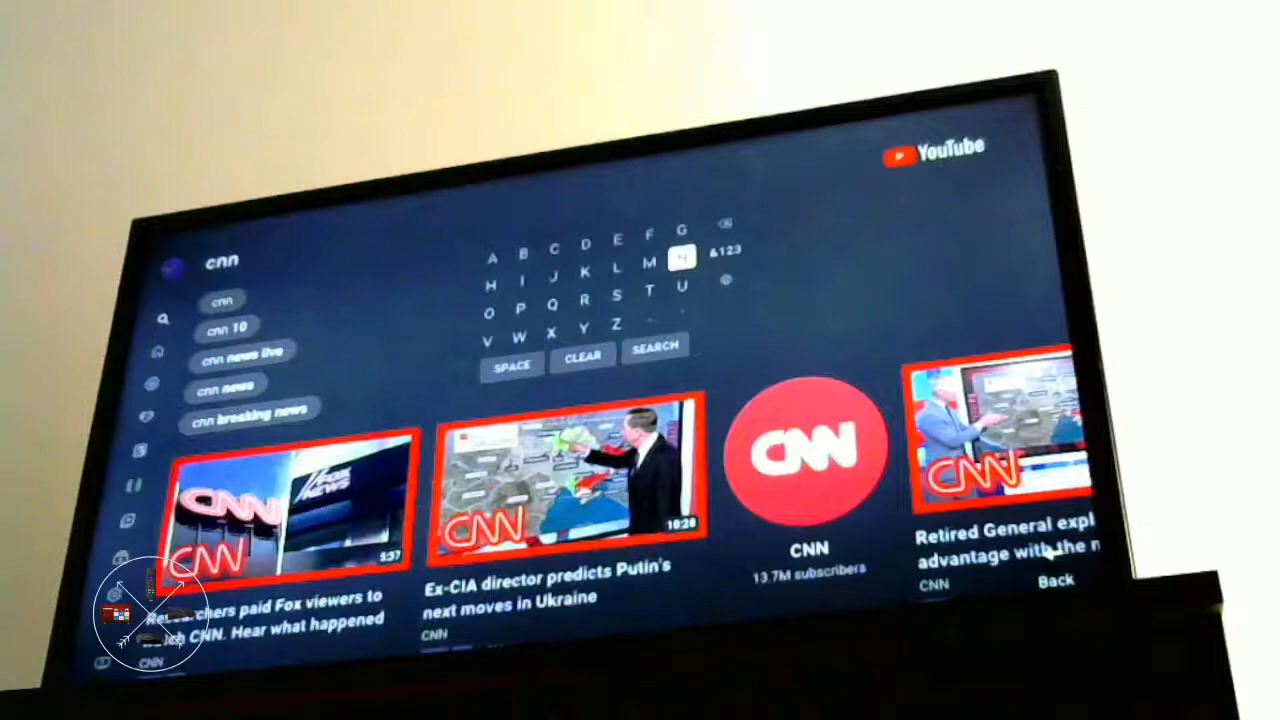 YouTube
cnn
A B C D E F G
H I J K L M N &123
O P Q R S T U
V W X Y Z
SPACE CLEAR SEARCH
cnn
cnn 10
cnn news live
cnn news
cnn breaking news
CNN
FOX
NEWS
CNN
5:37
Researchers paid Fox viewers to
watch CNN. Hear what happened
CNN
CNN
10:28
Ex-CIA director predicts Putin's
next moves in Ukraine
CNN
CNN
CNN
13.7M subscribers
CNN
Retired General expl
advantage with the n
CNN
Back